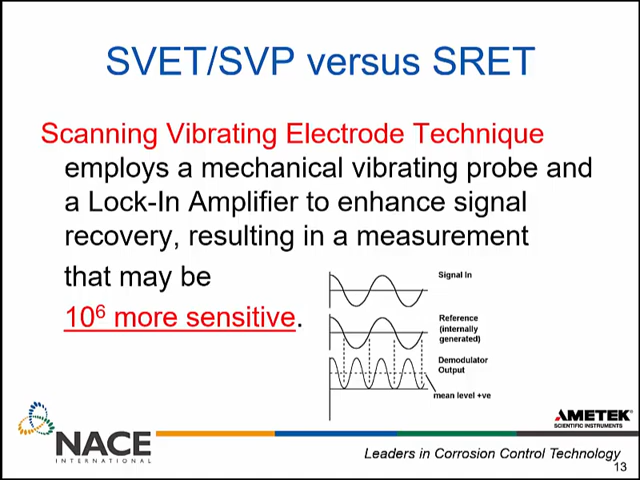 SVET/SVP versus SRET
Scanning Vibrating Electrode Technique
employs a mechanical vibrating probe and
a Lock-In Amplifier to enhance signal
recovery, resulting in a measurement
that may be
10⁶ more sensitive.
Signal In
Reference
(internally
generated)
Demodulator
Output
mean level +ve
NACE
INTERNATIONAL
AMETEK
SCIENTIFIC INSTRUMENTS
Leaders in Corrosion Control Technology
13